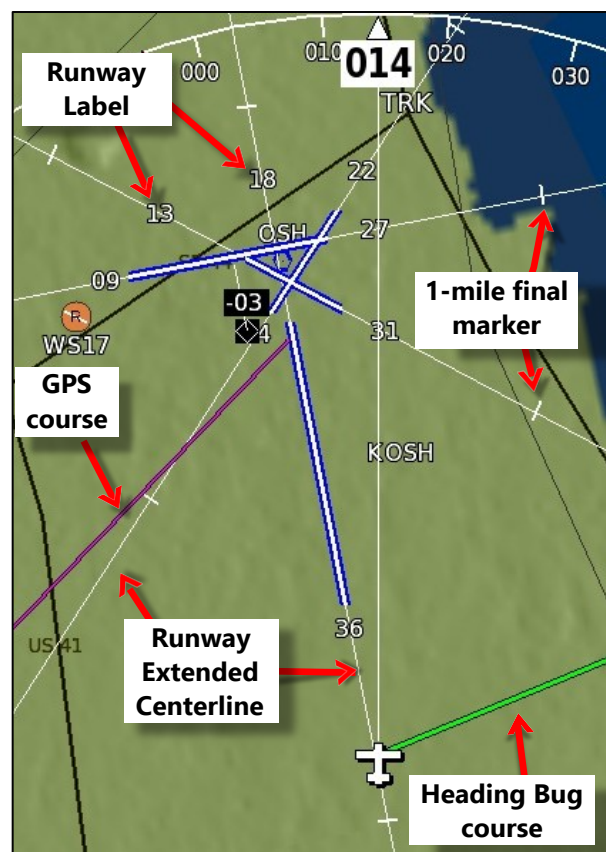 010
020
000
014
030
Runway
Label
TRK
22
18
13
27
OSH
09
-03
1-mile final
marker
R
WS17
4
31
GPS
course
KOSH
36
Runway
Extended
Centerline
US 41
Heading Bug
course